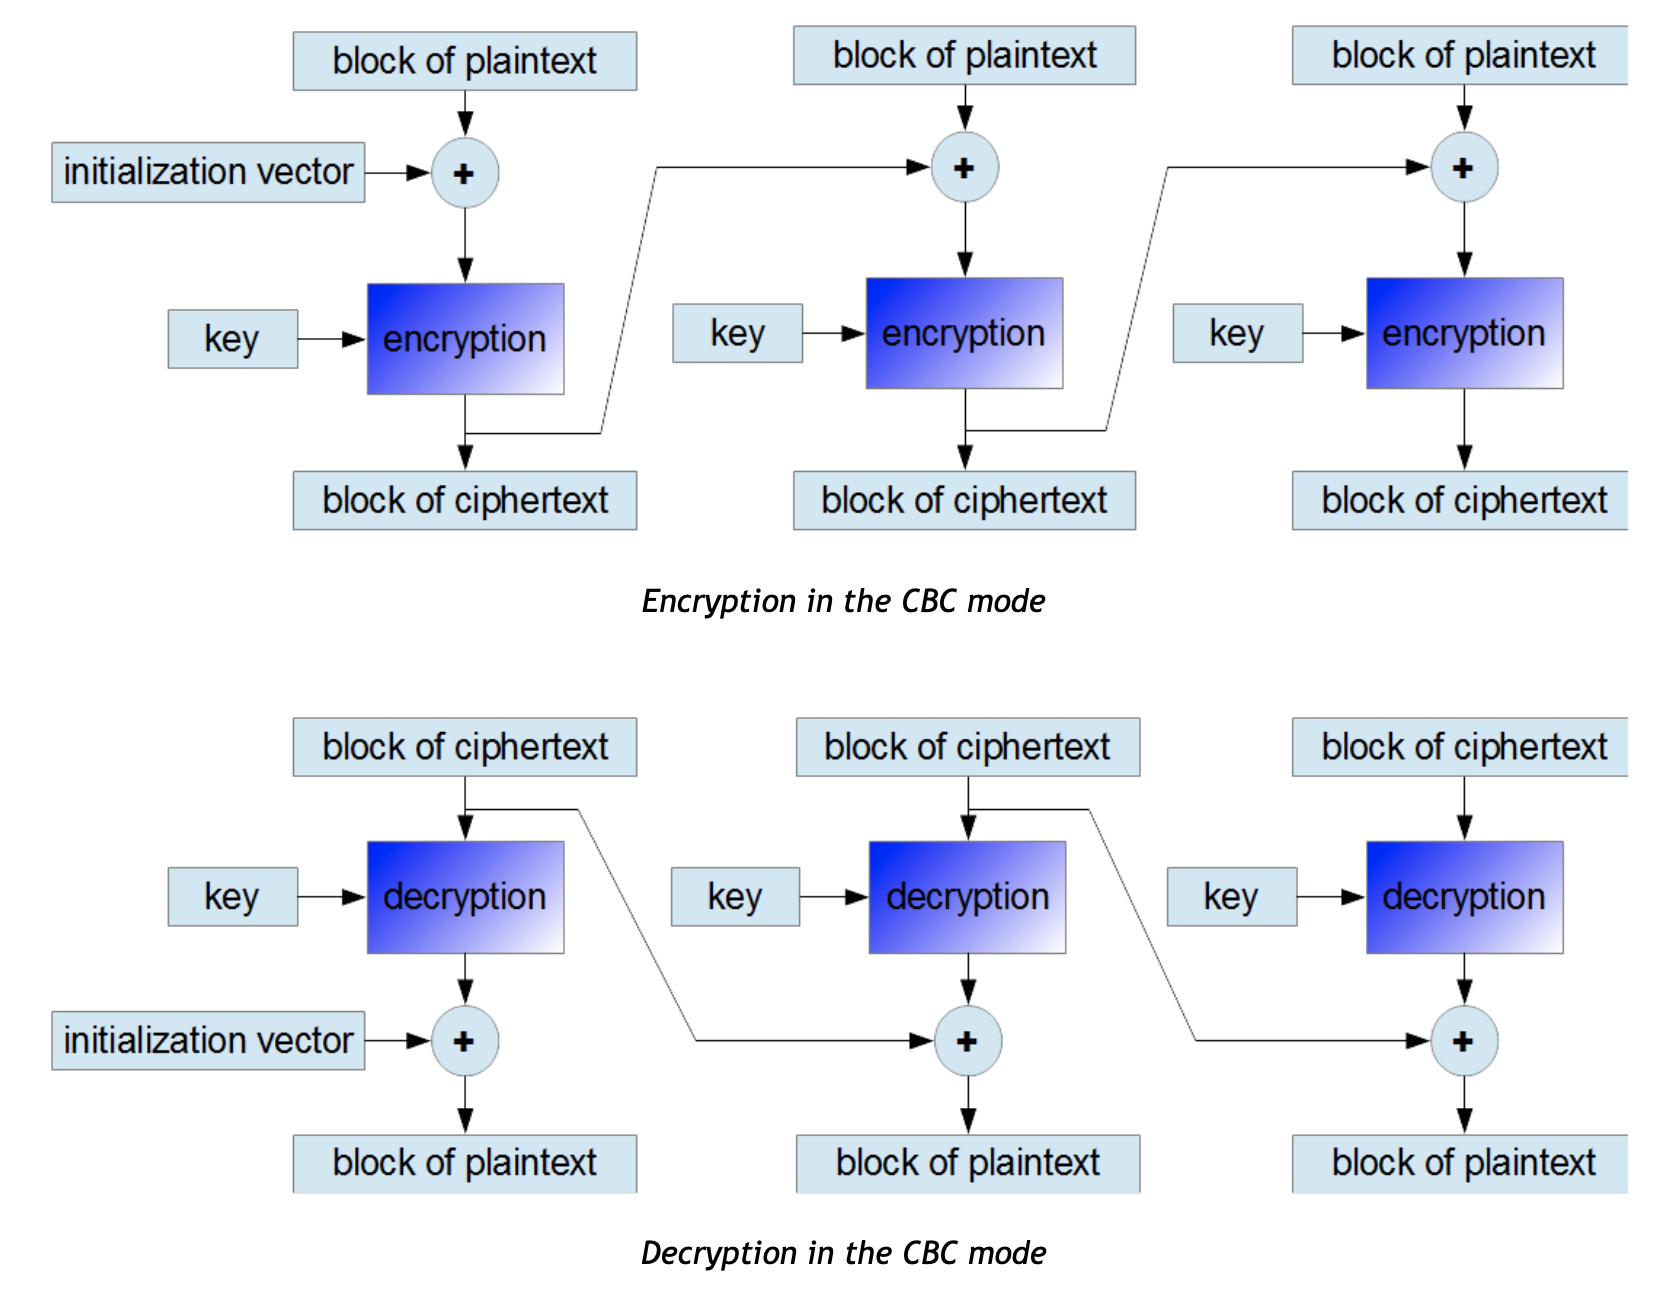 block of plaintext
block of plaintext
block of plaintext
initialization vector
+
+
+
key
encryption
key
encryption
key
encryption
block of ciphertext
block of ciphertext
block of ciphertext
Encryption in the CBC mode
block of ciphertext
block of ciphertext
block of ciphertext
key
decryption
key
decryption
key
decryption
initialization vector
+
+
+
block of plaintext
block of plaintext
block of plaintext
Decryption in the CBC mode